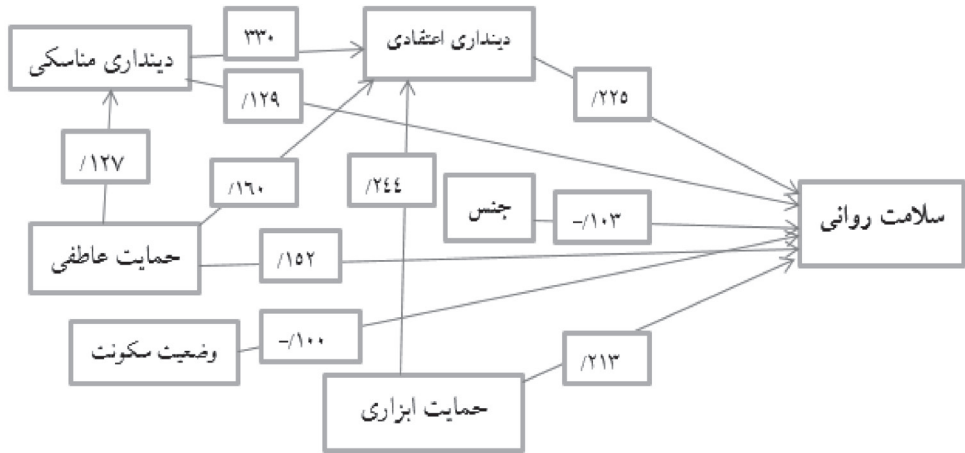 دینداری مناسکی
۳۳۰
دینداری اعتقادی
/۱۲۹
/۲۲۵
/۱۲۷
/۱۶۰
/۲٤٤
جنس
-/۱۰۳
سلامت روانی
حمایت عاطفی
/۱۵۲
وضعیت سکونت
-/۱۰۰
/۲۱۳
حمایت ابزاری